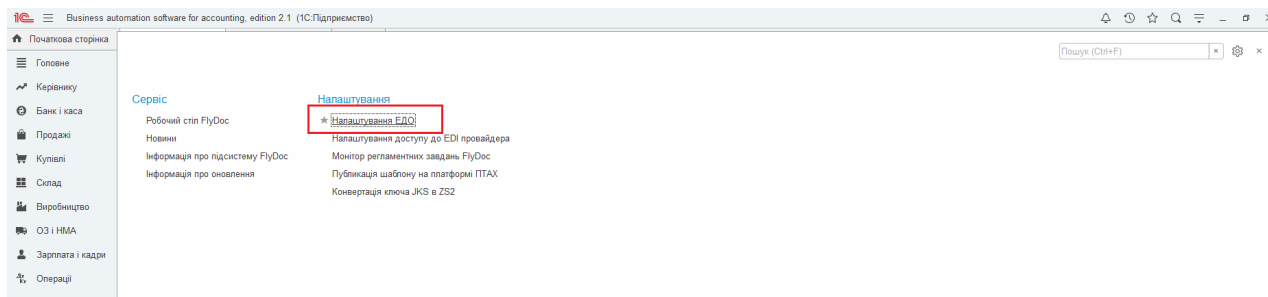 1С Business automation software for accounting, edition 2.1 (1С:Підприємство)
Початкова сторінка
Пошук (Ctrl+F)
Головне
Керівнику
Банк і каса
Продажі
Купівлі
Склад
Виробництво
ОЗ і НМА
Зарплата і кадри
Дт Кт Операції
Сервіс
Робочий стіл FlyDoc
Новини
Інформація про підсистему FlyDoc
Інформація про оновлення
Налаштування
Налаштування ЕДО
Налаштування доступу до EDI провайдера
Монітор регламентних завдань FlyDoc
Публикація шаблону на платформі ПТАХ
Конвертація ключа JKS в ZS2